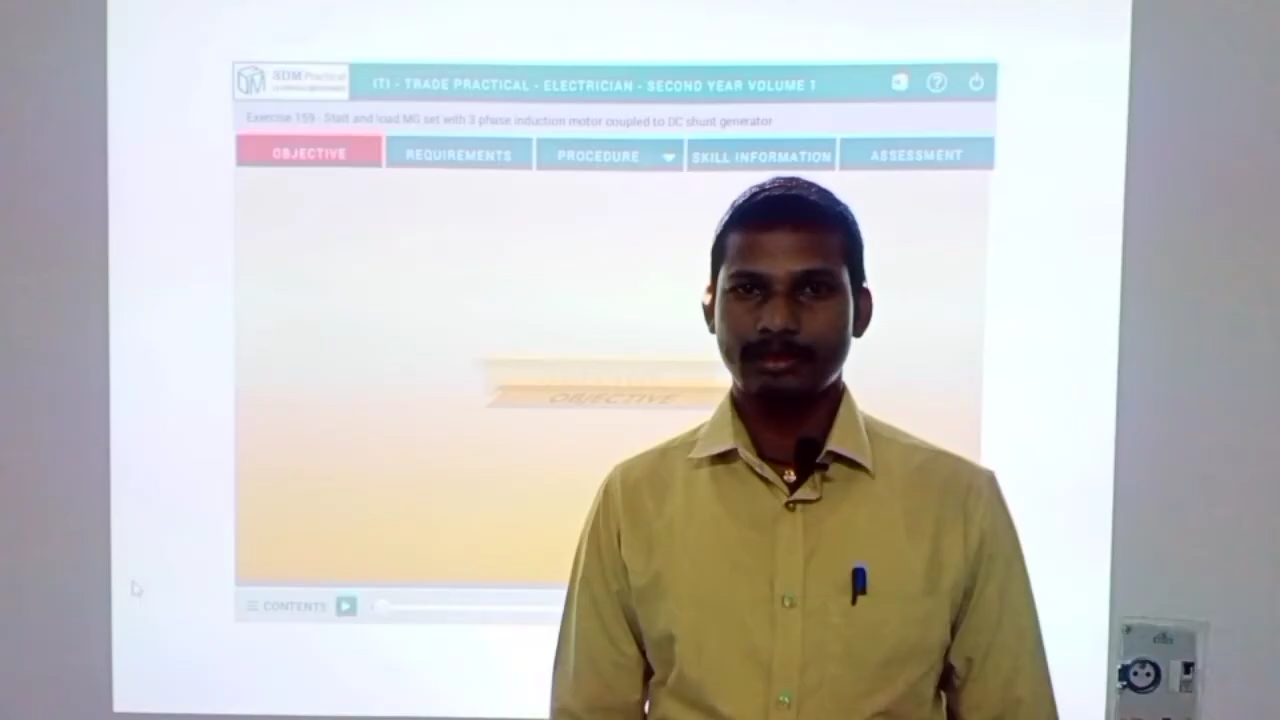 SDM Practical
ITI - TRADE PRACTICAL - ELECTRICIAN - SECOND YEAR VOLUME 1
Exercise 159 - Start and load MG set with 3 phase induction motor coupled to DC shunt generator
OBJECTIVE
REQUIREMENTS
PROCEDURE
SKILL INFORMATION
ASSESSMENT
OBJECTIVE
CONTENTS